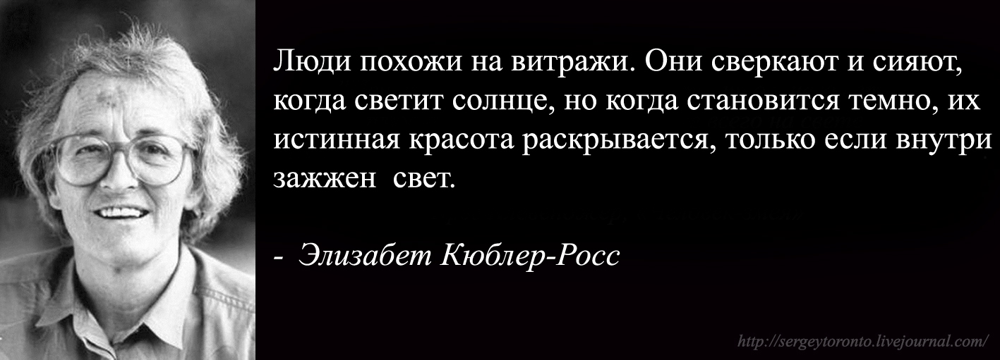 Люди похожи на витражи. Они сверкают и сияют,
когда светит солнце, но когда становится темно, их
истинная красота раскрывается, только если внутри
зажжен свет.
- Элизабет Кюблер-Росс
http://sergeytoronto.livejournal.com/